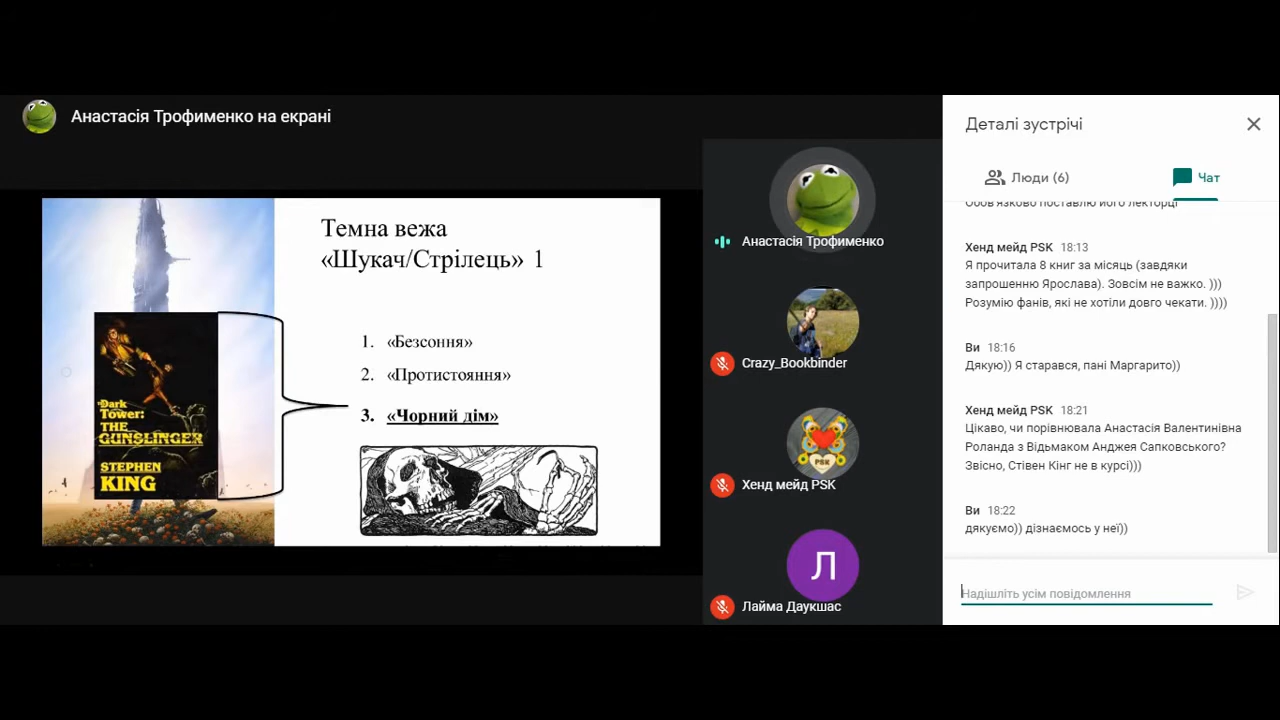 Анастасія Трофименко на екрані
Темна вежа
«Шукач/Стрілець» 1
1. «Безсоння»
2. «Протистояння»
3. «Чорний дім»
Dark
Tower:
THE
GUNSLINGER
STEPHEN
KING
Анастасія Трофименко
Crazy_Bookbinder
PSK
Хенд мейд PSK
Л
Лайма Даукшас
Деталі зустрічі
Люди (6)
Чат
Обов'язково поставлю його лекторці
Хенд мейд PSK 18:13
Я прочитала 8 книг за місяць (завдяки
запрошенню Ярослава). Зовсім не важко. )))
Розумію фанів, які не хотіли довго чекати. ))))
Ви 18:16
Дякую)) Я старався, пані Маргарито))
Хенд мейд PSK 18:21
Цікаво, чи порівнювала Анастасія Валентинівна
Роланда з Відьмаком Анджея Сапковського?
Звісно, Стівен Кінг не в курсі)))
Ви 18:22
дякуємо)) дізнаємось у неї))
Надішліть усім повідомлення